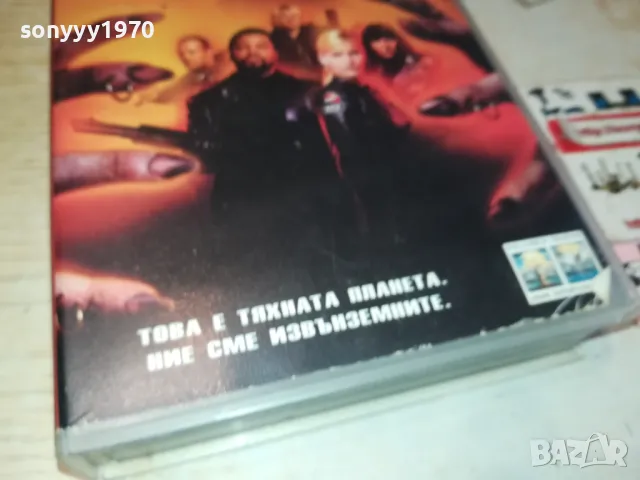 sonyyy1970
ТОВА Е ТЯХНАТА ПЛАНЕТА.
НИЕ СМЕ ИЗВЪНЗЕМНИТЕ.
BAZAR